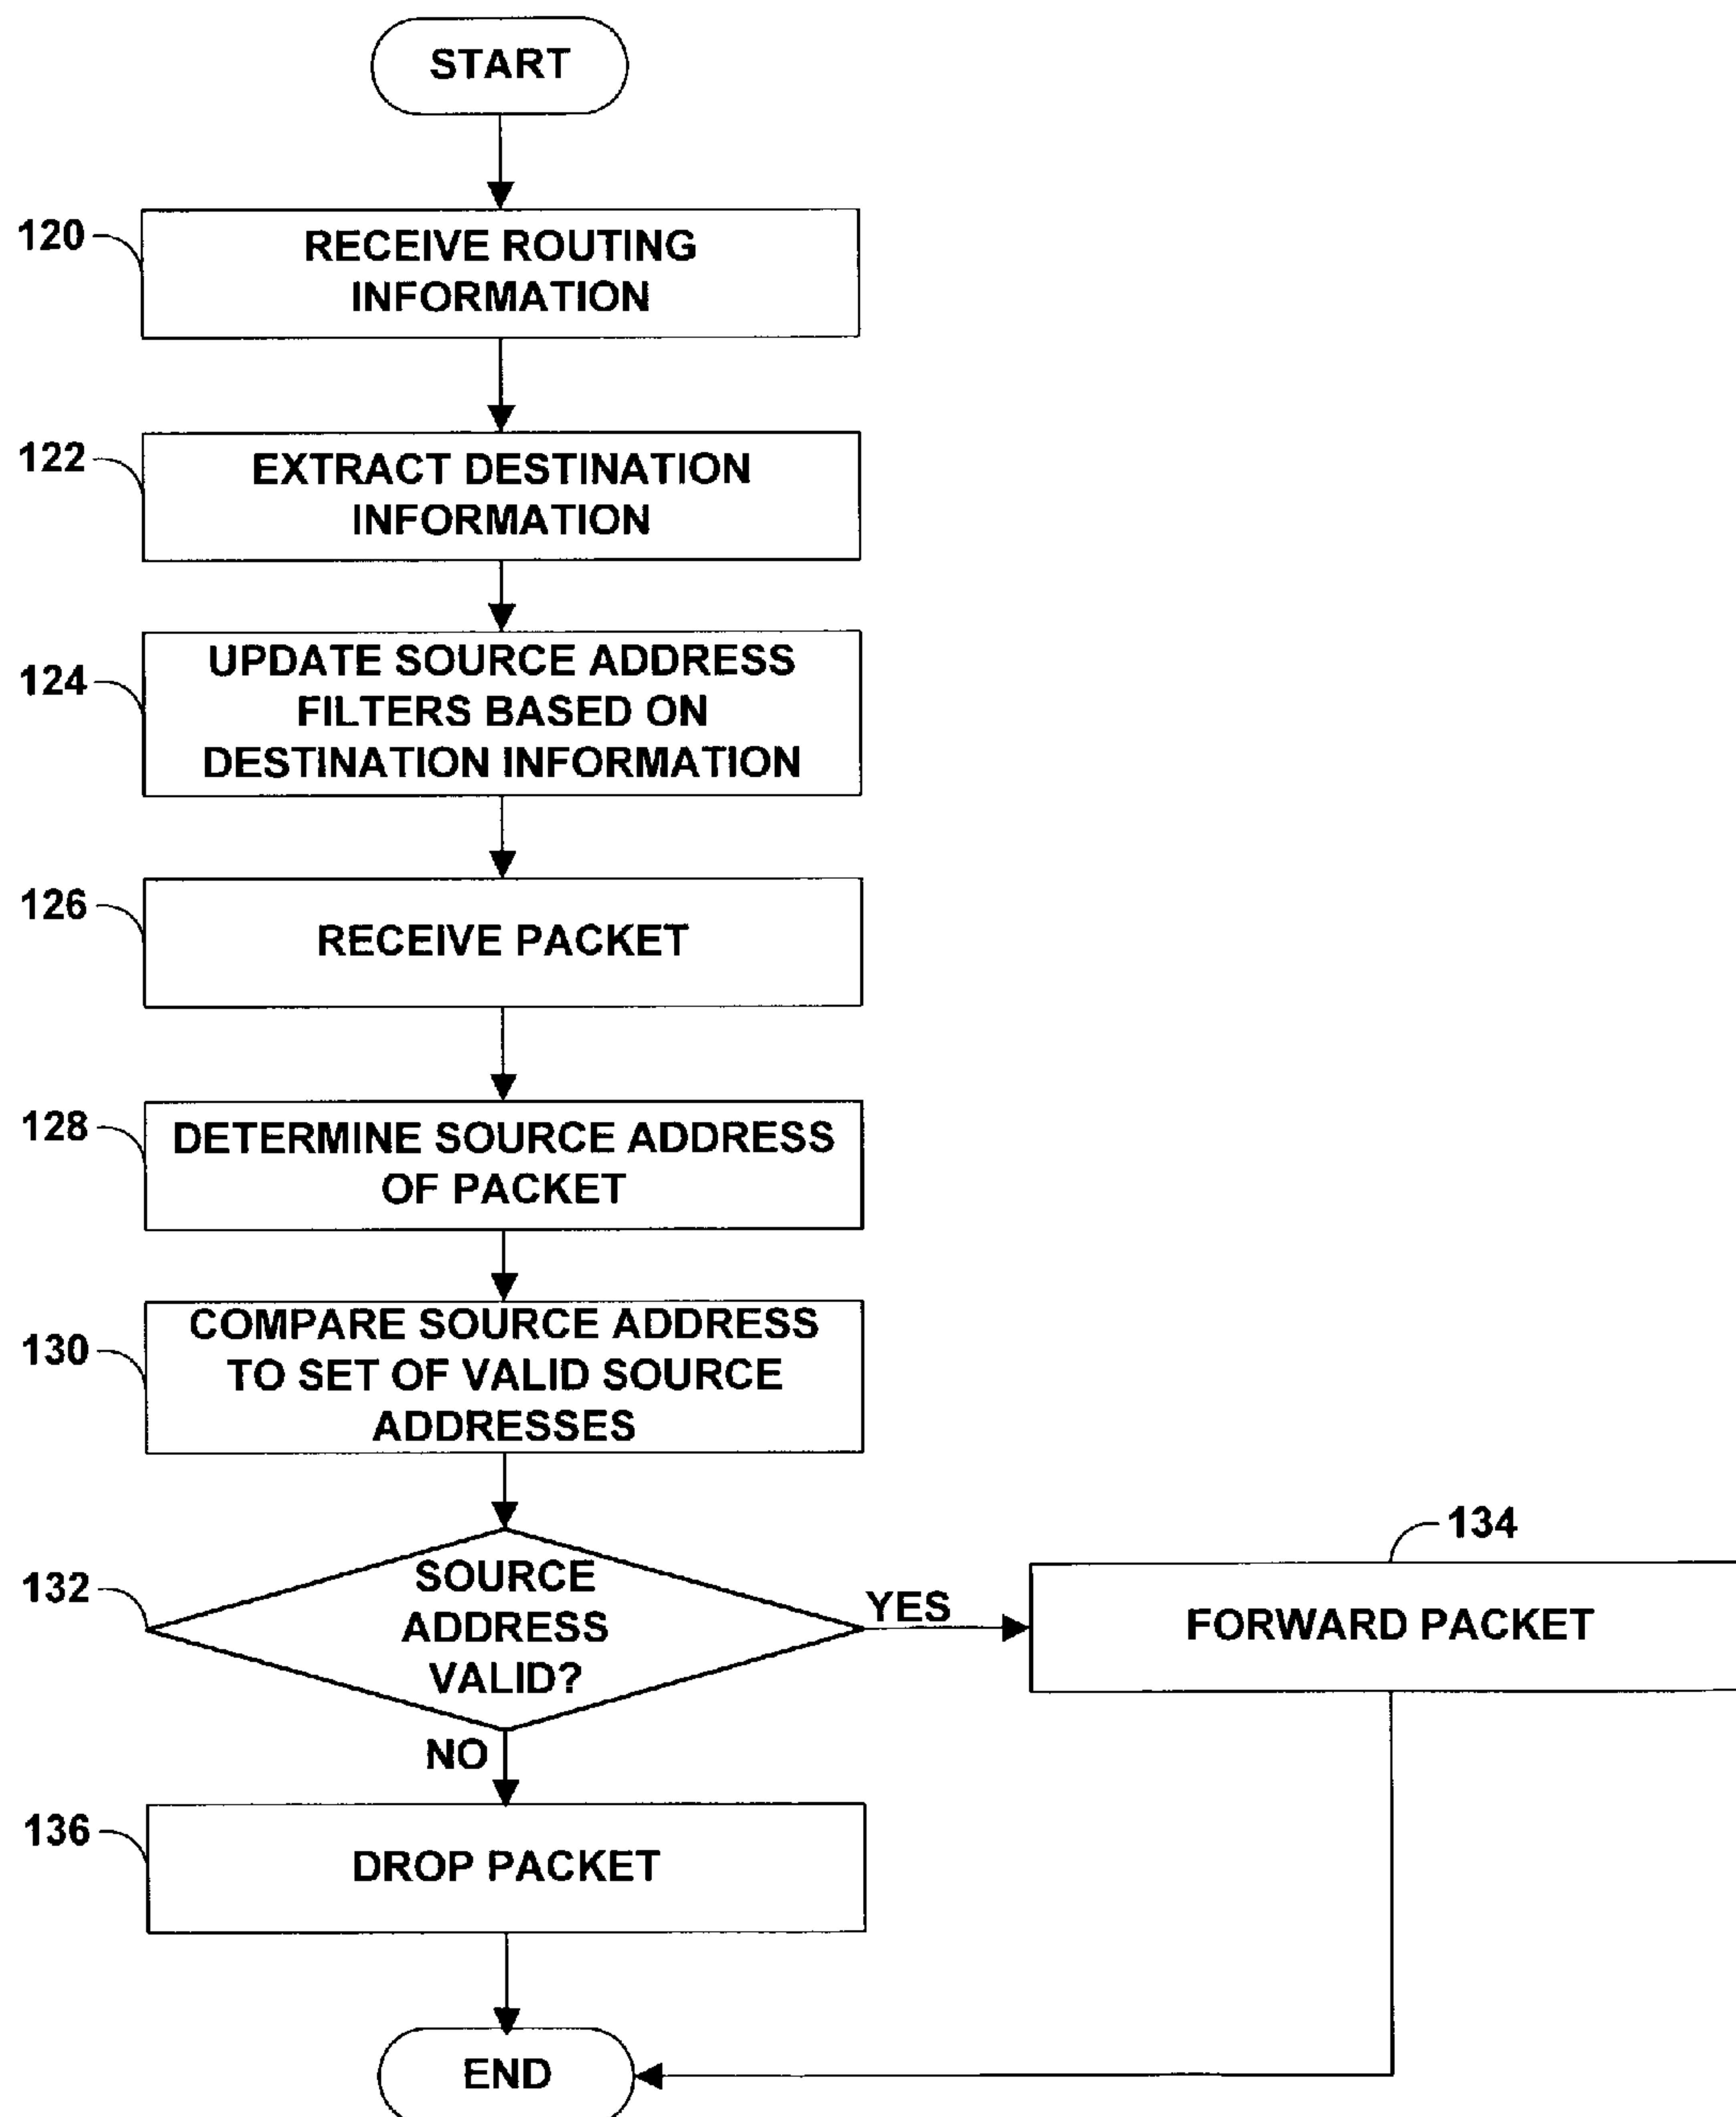 START
120
RECEIVE ROUTING
INFORMATION
122
EXTRACT DESTINATION
INFORMATION
124
UPDATE SOURCE ADDRESS
FILTERS BASED ON
DESTINATION INFORMATION
126
RECEIVE PACKET
128
DETERMINE SOURCE ADDRESS
OF PACKET
130
COMPARE SOURCE ADDRESS
TO SET OF VALID SOURCE
ADDRESSES
132
SOURCE
ADDRESS
VALID?
YES
134
FORWARD PACKET
NO
136
DROP PACKET
END